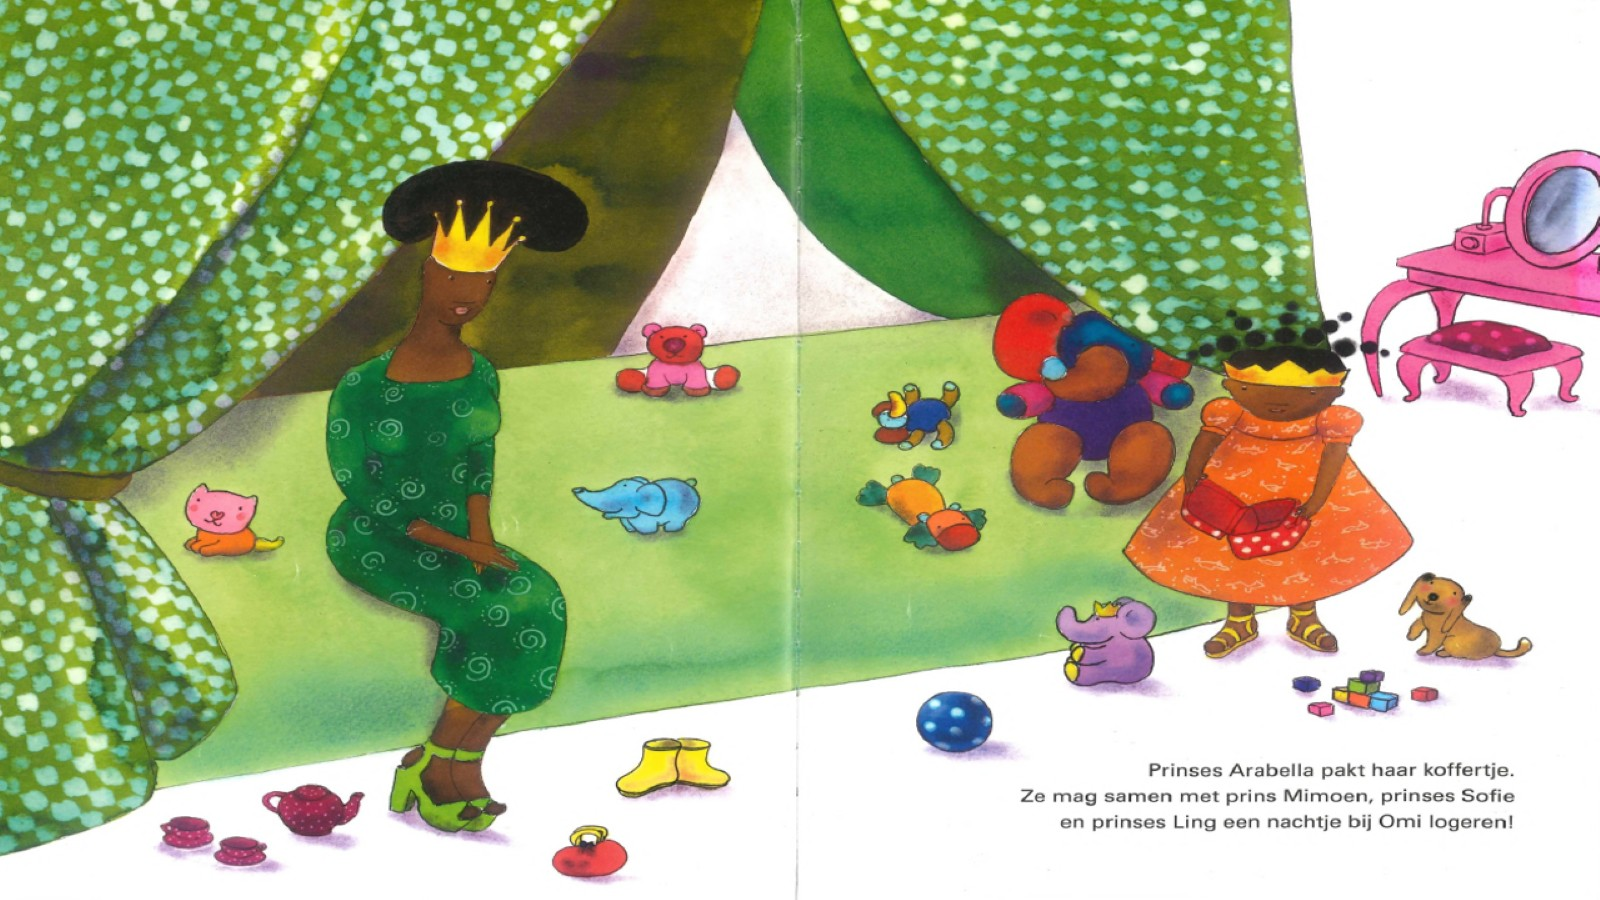 Prinses Arabella pakt haar koffertje.
Ze mag samen met prins Mimoen, prinses Sofie
en prinses Ling een nachtje bij Omi logeren!